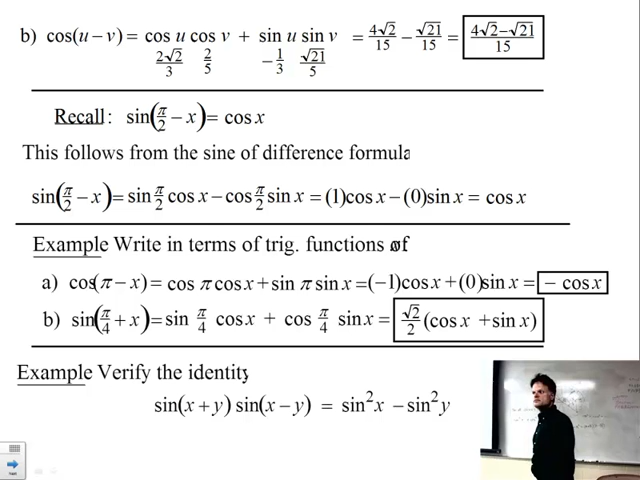 b) cos(u − v) = cos u cos v + sin u sin v = 4√2/15 − √21/15 = 4√2−√21/15
2√2/3 2/5 −1/3 √21/5
Recall: sin(π/2 − x) = cos x
This follows from the sine of difference formula
sin(π/2 − x) = sin π/2 cos x − cos π/2 sin x = (1)cos x − (0)sin x = cos x
Example Write in terms of trig. functions of
a) cos(π − x) = cos π cos x + sin π sin x = (−1)cos x + (0)sin x = − cos x
b) sin(π/4 + x) = sin π/4 cos x + cos π/4 sin x = √2/2 (cos x + sin x)
Example Verify the identity
sin(x + y) sin(x − y) = sin²x − sin²y